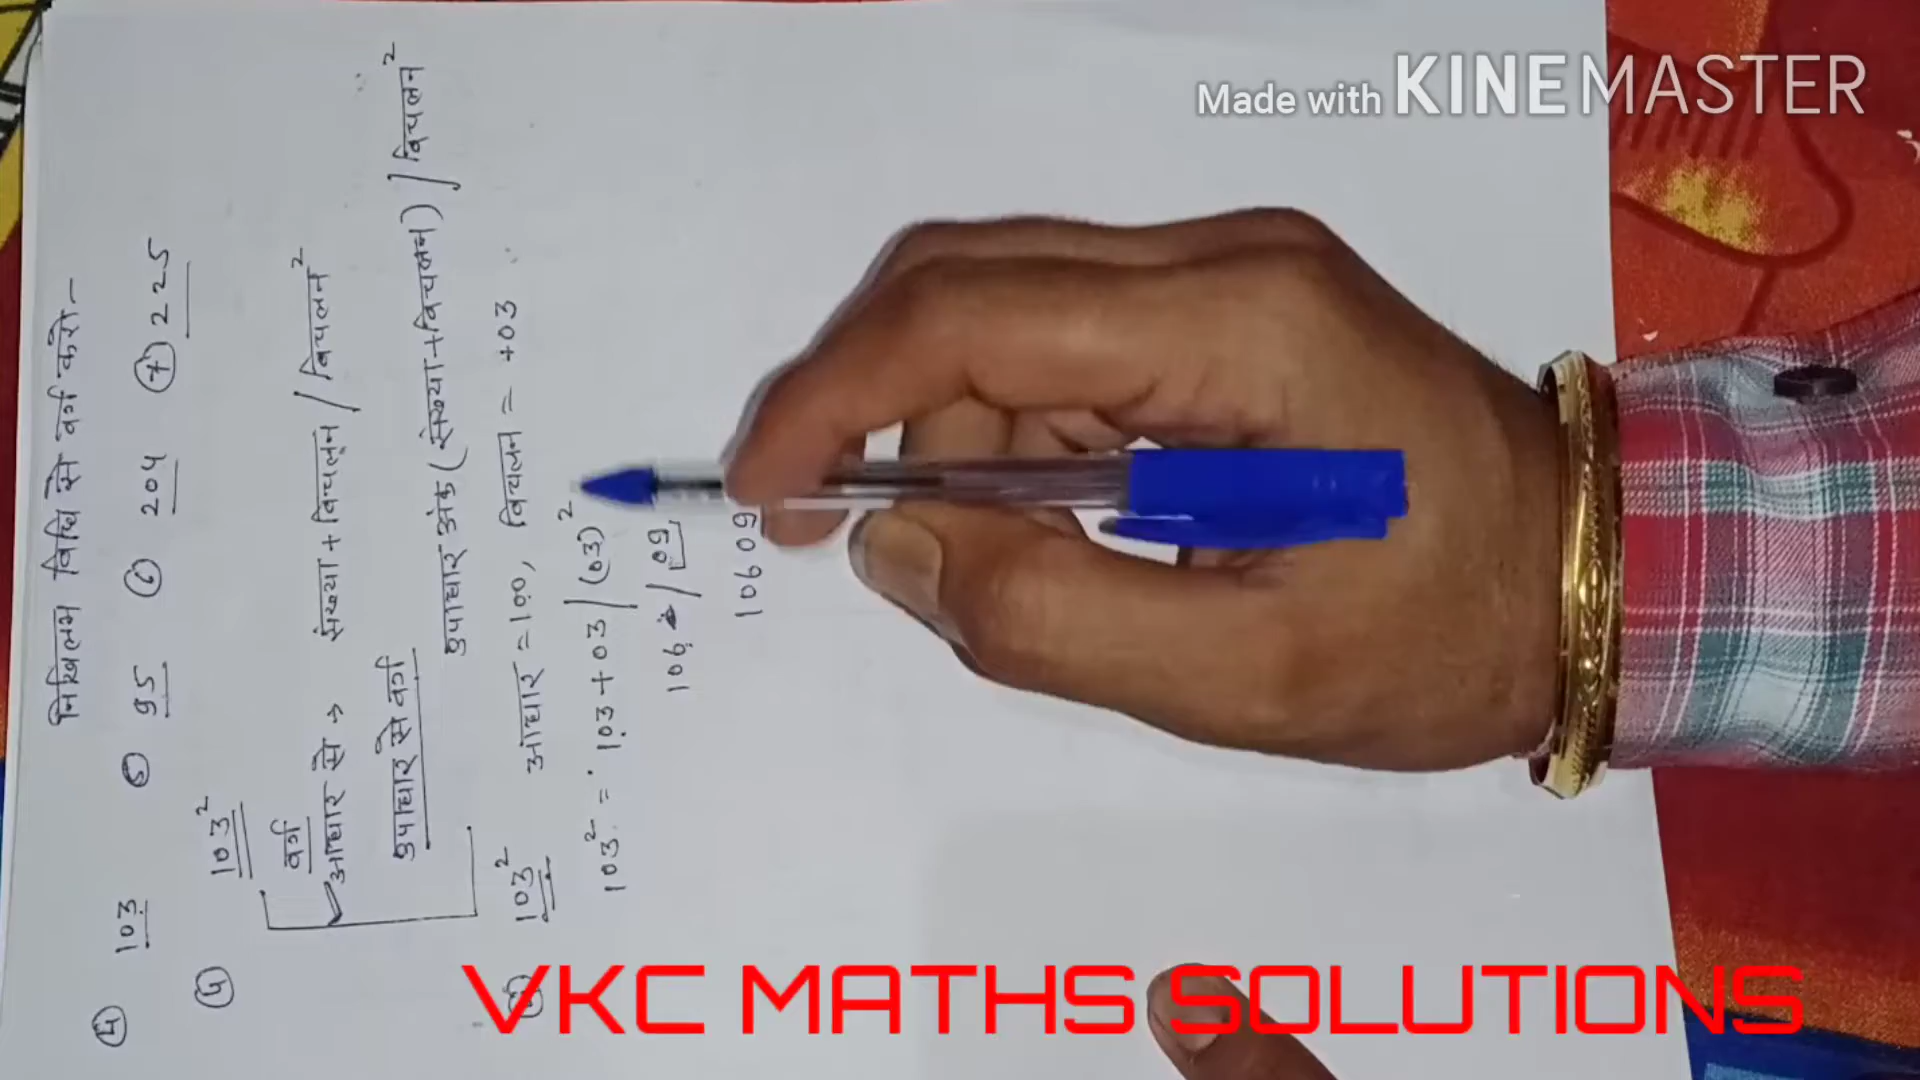 निखिलम विधि से वर्ग करो -
(५) 103 (5) 95 (6) 204 (7) 225
(५) 103²
वर्ग
आधार से → संख्या + विचलन / विचलन²
उपाधार से वर्ग
उपाधार अंक (संख्या + विचलन) / विचलन²
103² आधार = 100, विचलन = +03
103² = 103 + 03 / (03)²
106 / 09
10609
Made with KINEMASTER
VKC MATHS SOLUTIONS